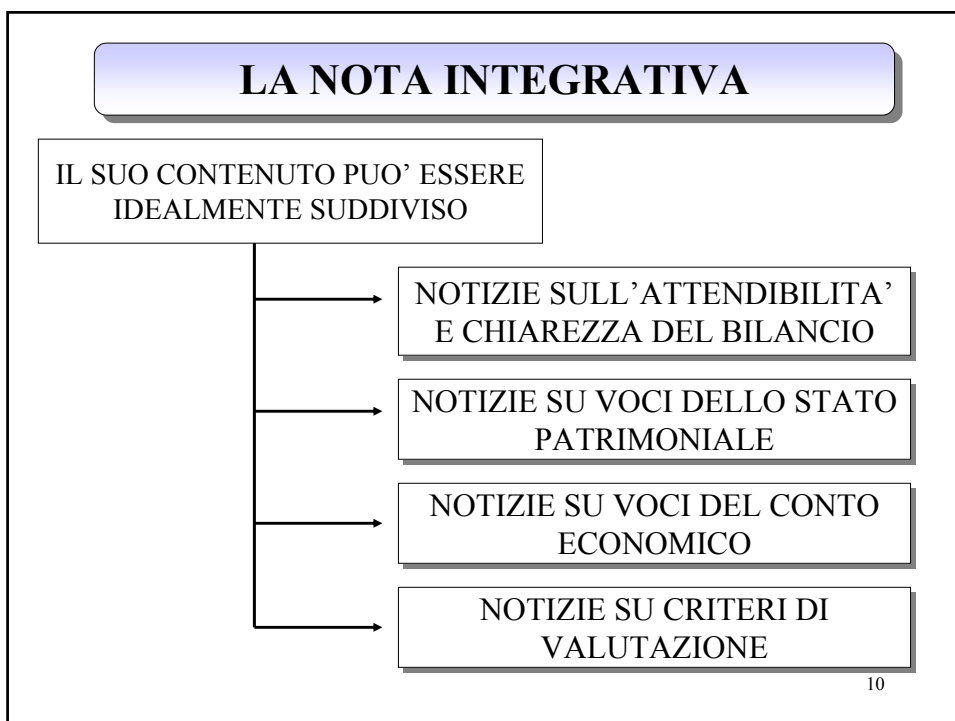 LA NOTA INTEGRATIVA
IL SUO CONTENUTO PUO’ ESSERE
IDEALMENTE SUDDIVISO
NOTIZIE SULL’ATTENDIBILITA’
E CHIAREZZA DEL BILANCIO
NOTIZIE SU VOCI DELLO STATO
PATRIMONIALE
NOTIZIE SU VOCI DEL CONTO
ECONOMICO
NOTIZIE SU CRITERI DI
VALUTAZIONE
10